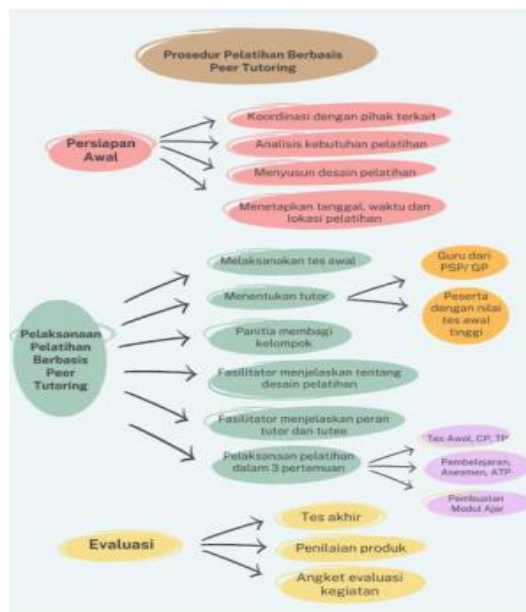 Prosedur Pelatihan Berbasis
Peer Tutoring
Persiapan
Awal
Koordinasi dengan pihak terkait
Analisis kebutuhan pelatihan
Menyusun desain pelatihan
Menetapkan tanggal, waktu dan
lokasi pelatihan
Pelaksanaan
Pelatihan
Berbasis
Peer
Tutoring
Melaksanakan tes awal
Menentukan tutor
Guru dari
PSP/ GP
Peserta
dengan nilai
tes awal
tinggi
Panitia membagi
kelompok
Fasilitator menjelaskan tentang
desain pelatihan
Fasilitator menjelaskan peran
tutor dan tutee
Pelaksanaan pelatihan
dalam 3 pertemuan
Tes Awal, CP, TP
Pembelajaran,
Asesmen, ATP
Pembuatan
Modul Ajar
Evaluasi
Tes akhir
Penilaian produk
Angket evaluasi
kegiatan